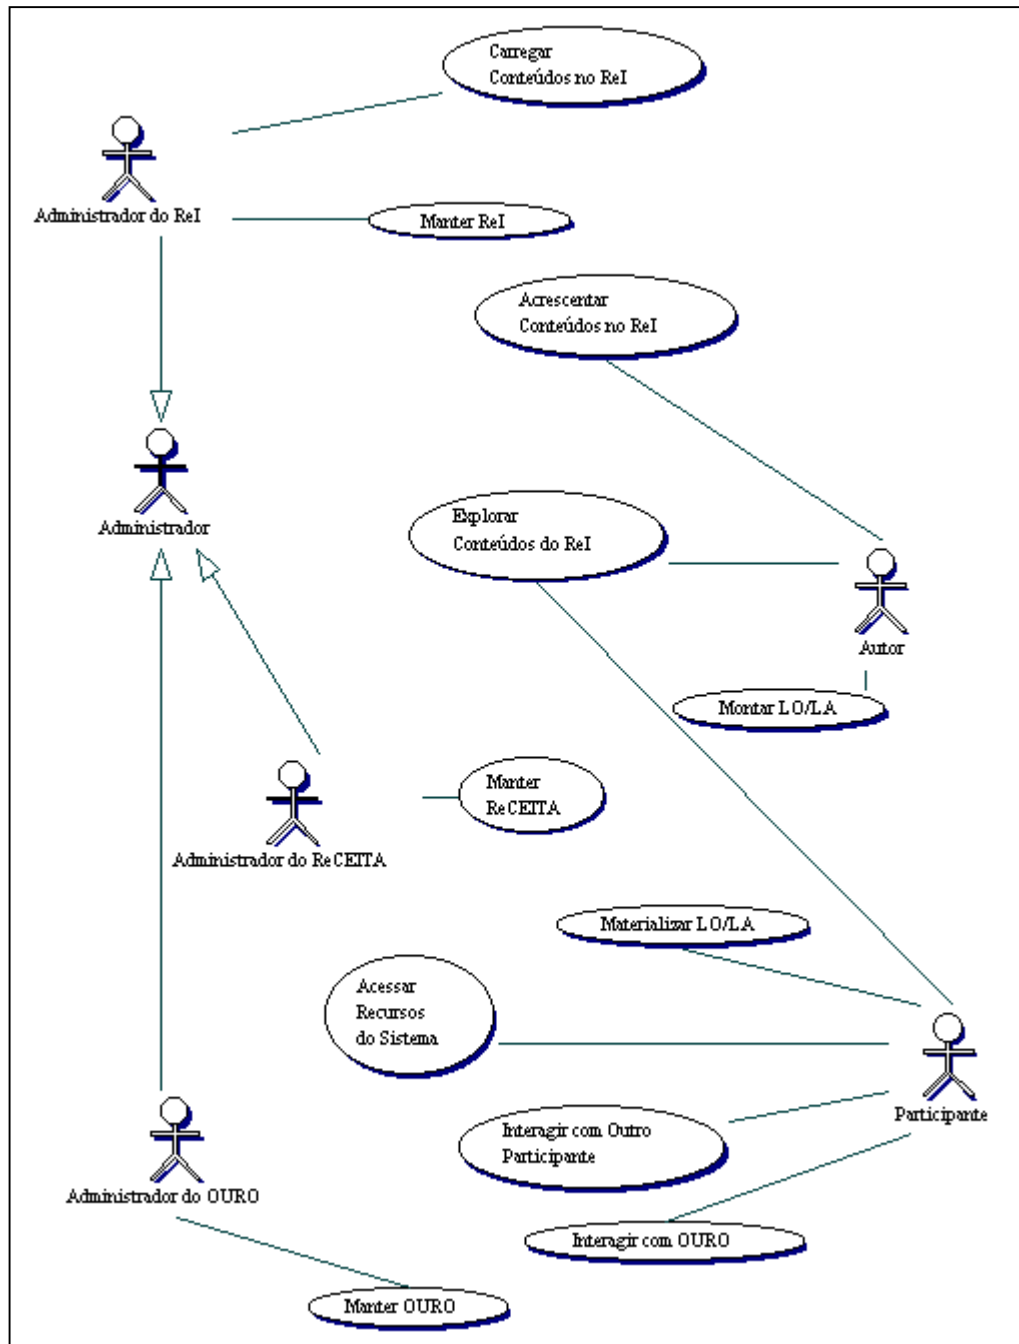 Carregar
Conteúdos no ReI
Administrador do ReI
Manter ReI
Acrescentar
Conteúdos no ReI
Administrador
Explorar
Conteúdos do ReI
Autor
Montar LO/LA
Manter
ReCEITA
Administrador do ReCEITA
Materializar LO/LA
Acessar
Recursos
do Sistema
Participante
Interagir com Outro
Participante
Administrador do OURO
Interagir com OURO
Manter OURO